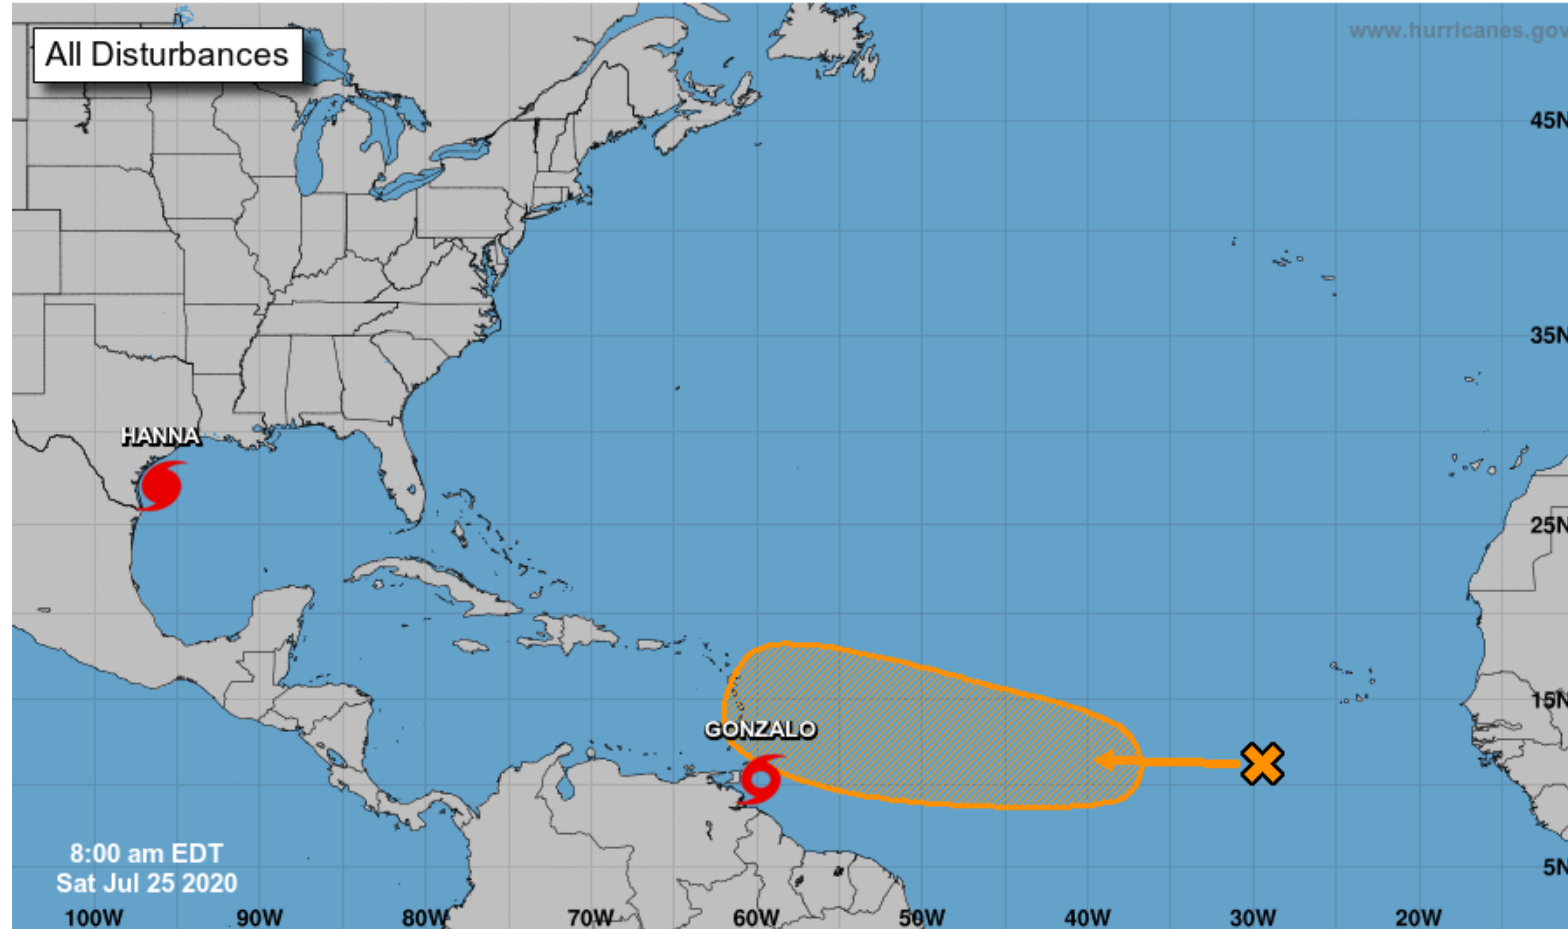 All Disturbances
www.hurricanes.gov
45N
35N
HANNA
25N
15N
GONZALO
8:00 am EDT
Sat Jul 25 2020
5N
100W 90W 80W 70W 60W 50W 40W 30W 20W